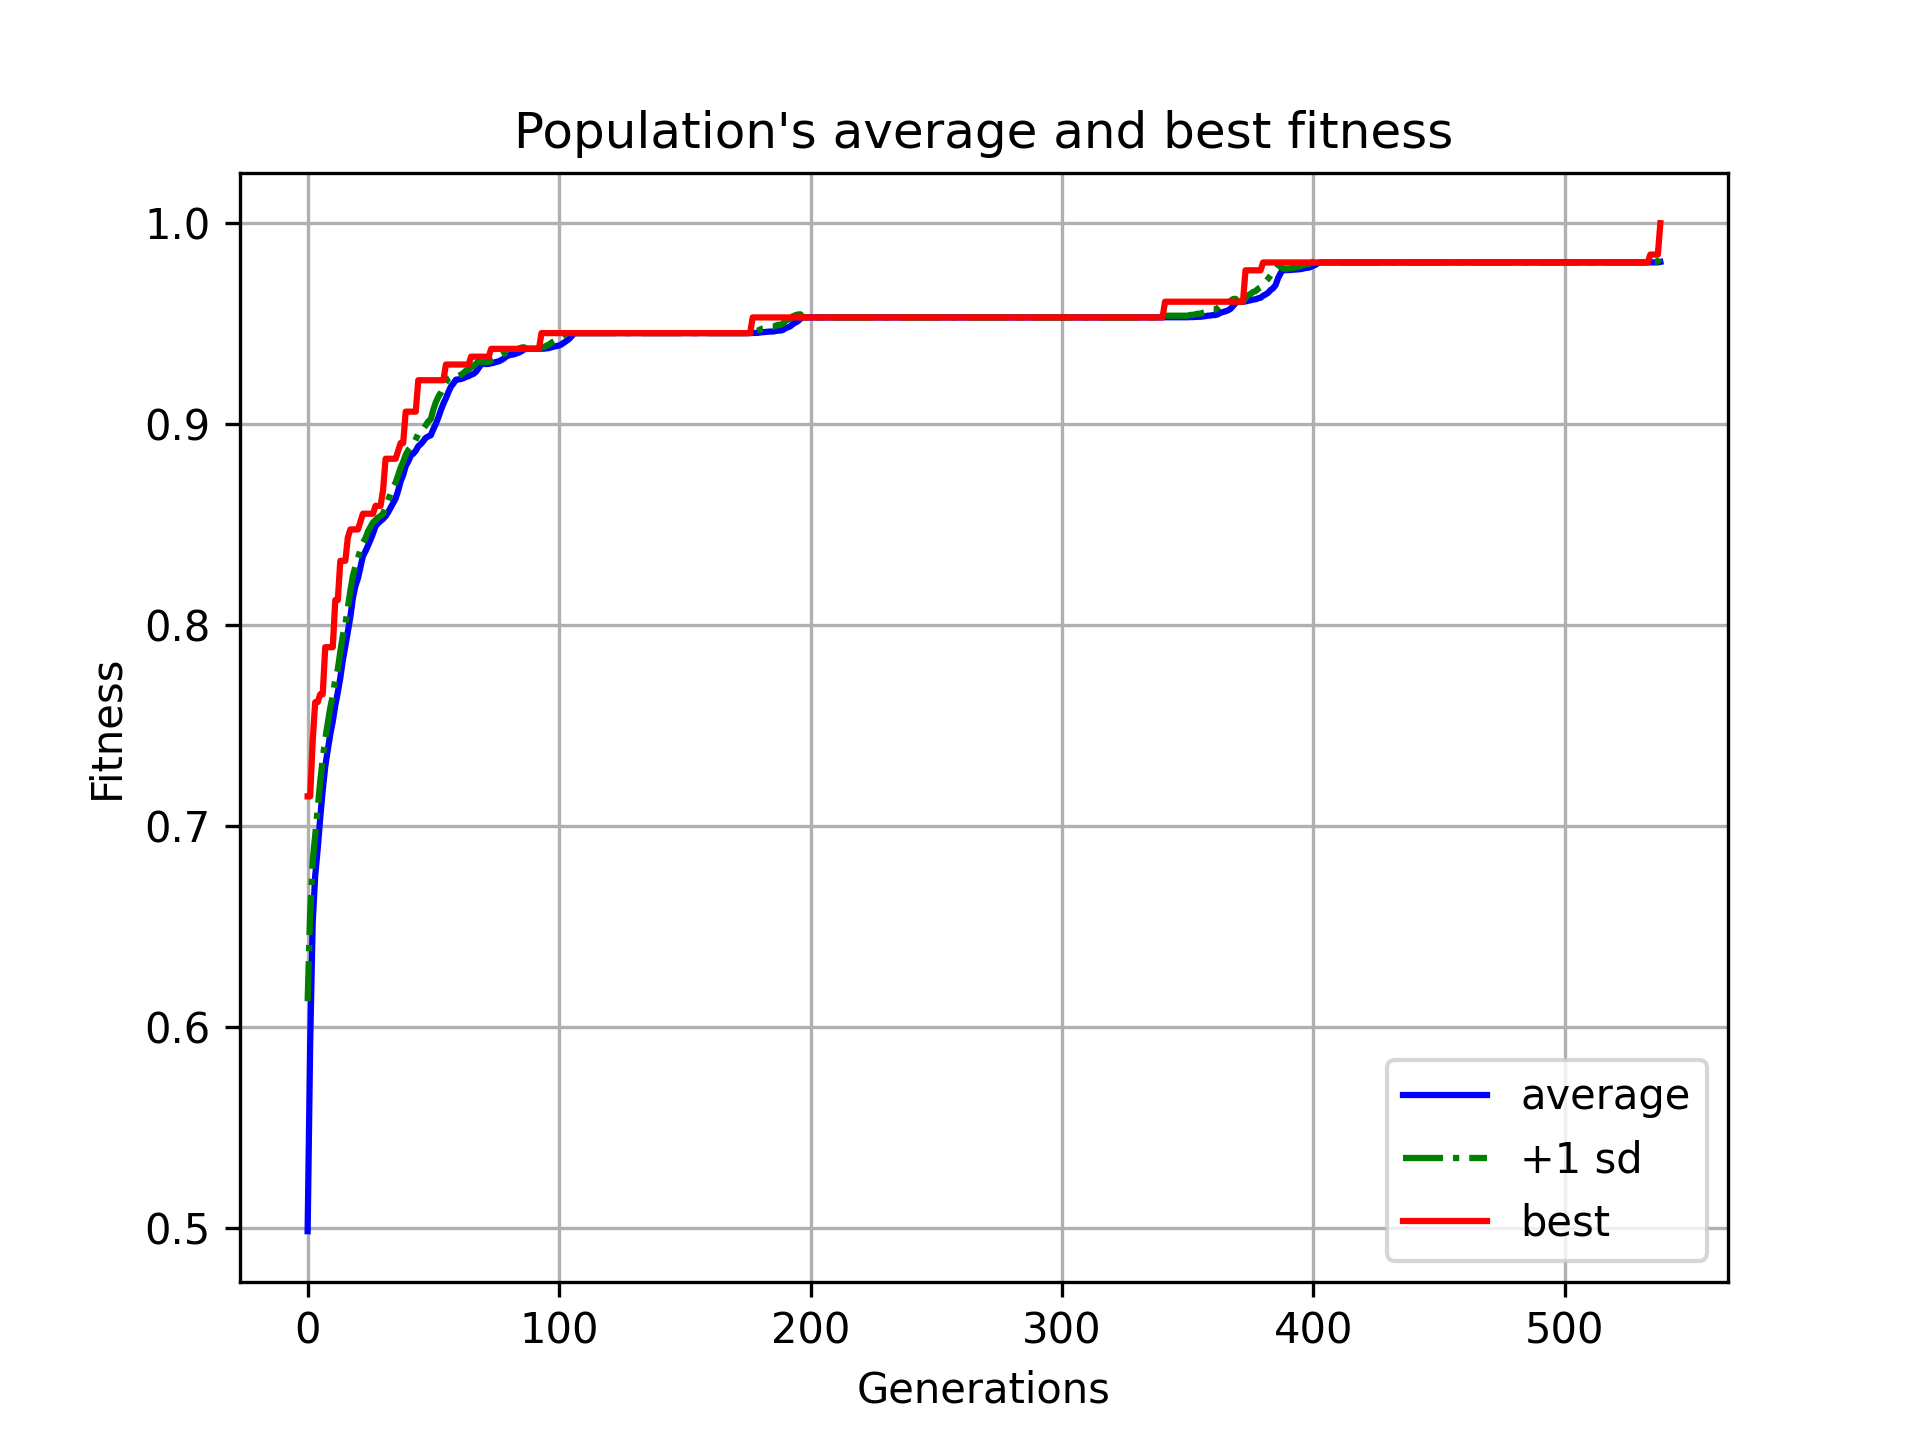 Population's average and best fitness
1.0
0.9
0.8
0.7
0.6
0.5
Fitness
0 100 200 300 400 500
Generations
average
+1 sd
best